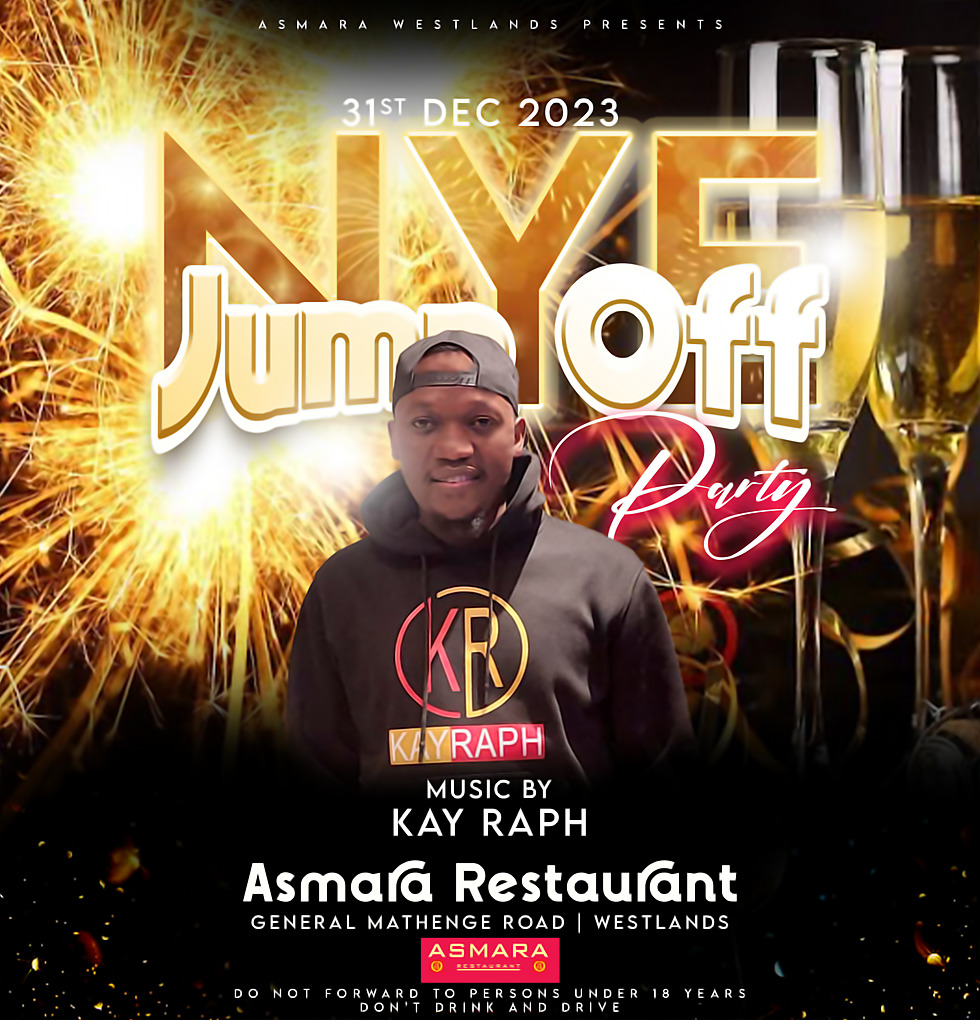 ASMARA WESTLANDS PRESENTS
31ST DEC 2023
NYE
Jump Off
Party
KR
KAYRAPH
MUSIC BY
KAY RAPH
Asmara Restaurant
GENERAL MATHENGE ROAD | WESTLANDS
ASMARA
RESTAURANT
DO NOT FORWARD TO PERSONS UNDER 18 YEARS
DON'T DRINK AND DRIVE